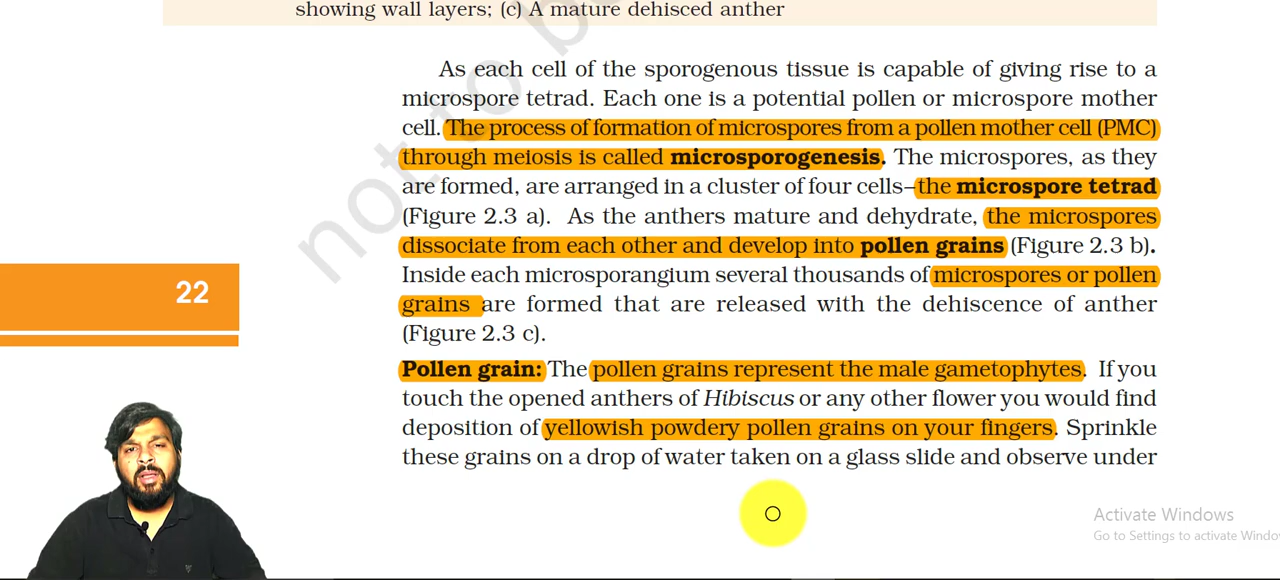 showing wall layers; (c) A mature dehisced anther
As each cell of the sporogenous tissue is capable of giving rise to a
microspore tetrad. Each one is a potential pollen or microspore mother
cell. The process of formation of microspores from a pollen mother cell (PMC)
through meiosis is called microsporogenesis. The microspores, as they
are formed, are arranged in a cluster of four cells–the microspore tetrad
(Figure 2.3 a). As the anthers mature and dehydrate, the microspores
dissociate from each other and develop into pollen grains (Figure 2.3 b).
Inside each microsporangium several thousands of microspores or pollen
grains are formed that are released with the dehiscence of anther
(Figure 2.3 c).
22
Pollen grain: The pollen grains represent the male gametophytes. If you
touch the opened anthers of Hibiscus or any other flower you would find
deposition of yellowish powdery pollen grains on your fingers. Sprinkle
these grains on a drop of water taken on a glass slide and observe under
not to b
Activate Windows
Go to Settings to activate Windo